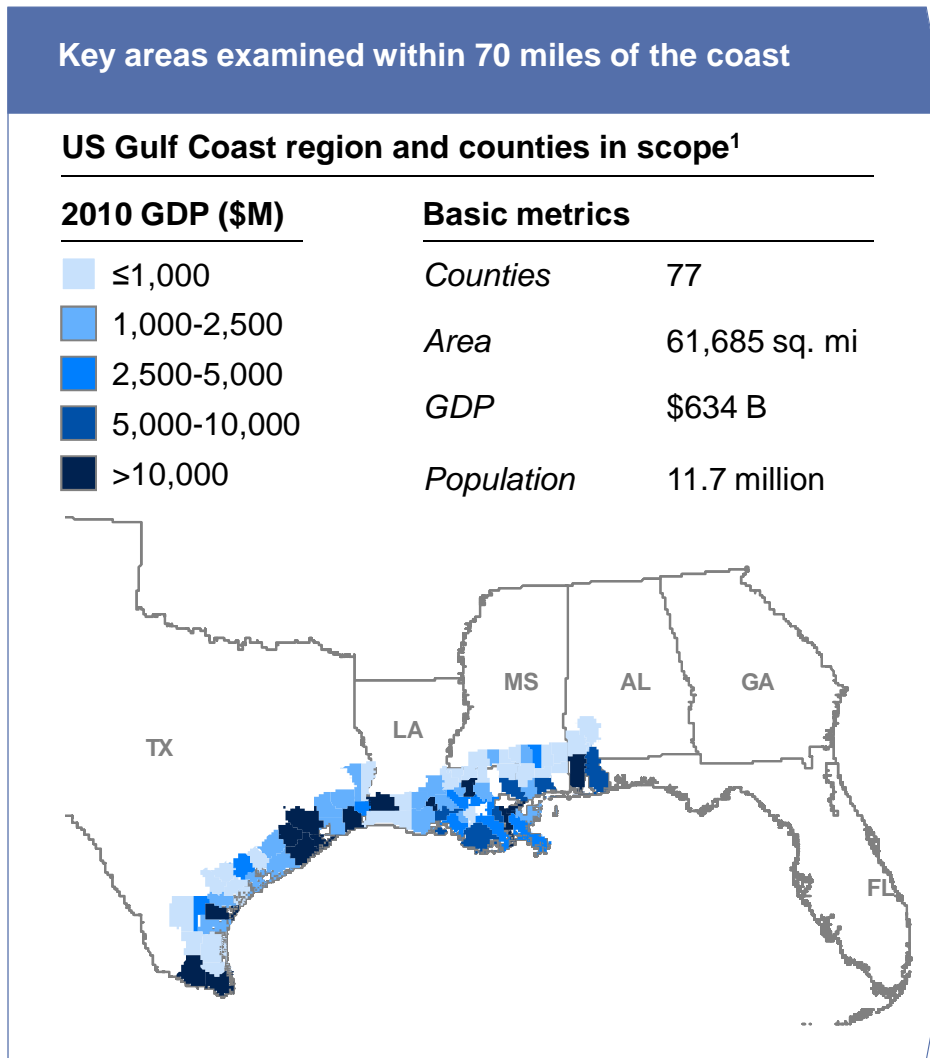 Key areas examined within 70 miles of the coast
US Gulf Coast region and counties in scope1
2010 GDP ($M)
≤1,000
1,000-2,500
2,500-5,000
5,000-10,000
>10,000
Basic metrics
Counties 77
Area 61,685 sq. mi
GDP $634 B
Population 11.7 million
MS
AL
GA
LA
TX
FL